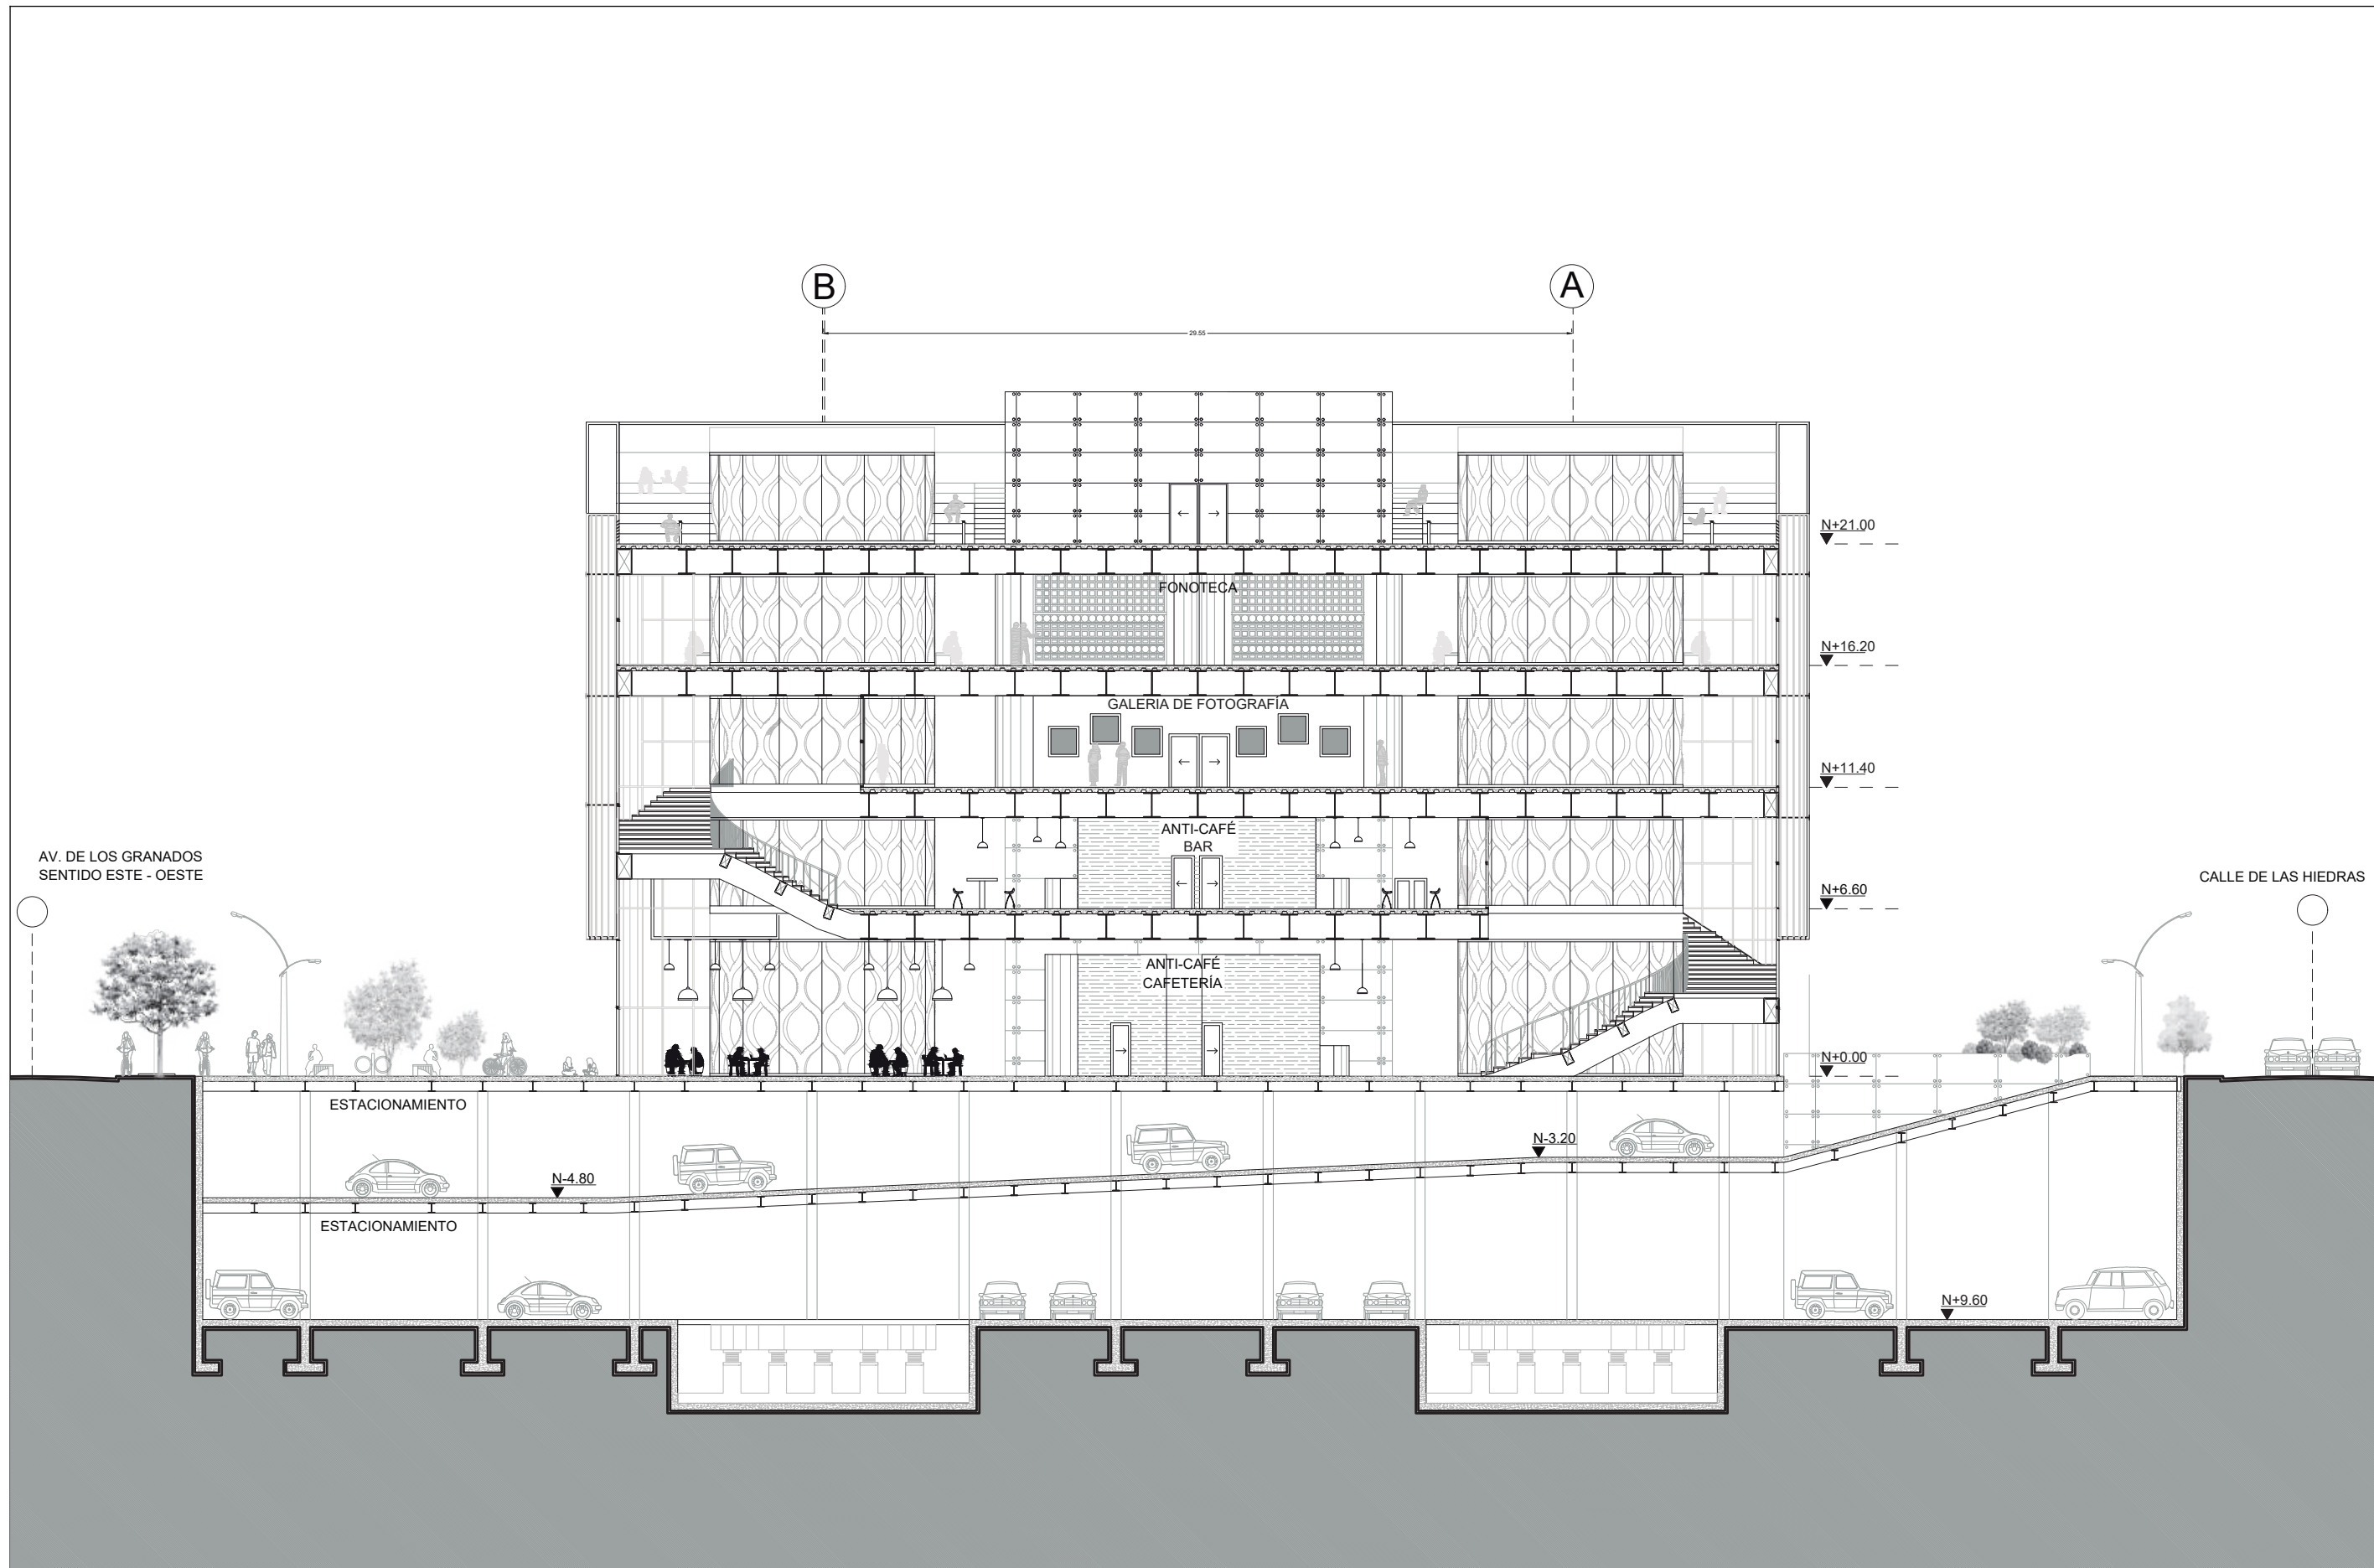 B
A
29.55
N+21.00
FONOTECA
N+16.20
GALERIA DE FOTOGRAFÍA
N+11.40
ANTI-CAFÉ
BAR
AV. DE LOS GRANADOS
SENTIDO ESTE - OESTE
CALLE DE LAS HIEDRAS
N+6.60
ANTI-CAFÉ
CAFETERÍA
N+0.00
ESTACIONAMIENTO
N-3.20
N-4.80
ESTACIONAMIENTO
N+9.60